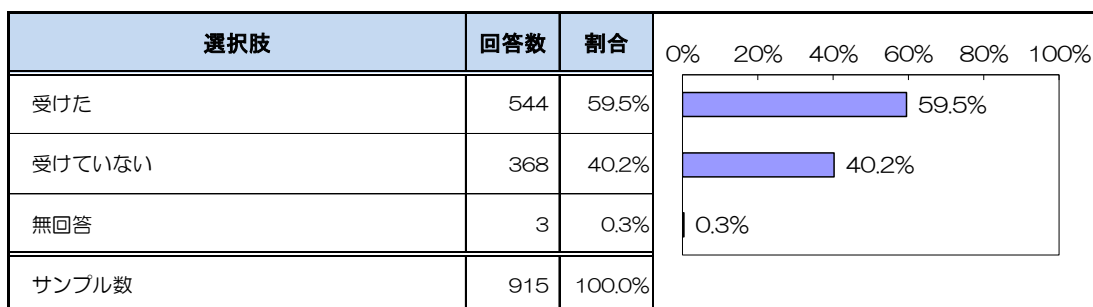 選択肢 回答数 割合
0% 20% 40% 60% 80% 100%
受けた 544 59.5% 59.5%
受けていない 368 40.2% 40.2%
無回答 3 0.3% 0.3%
サンプル数 915 100.0%